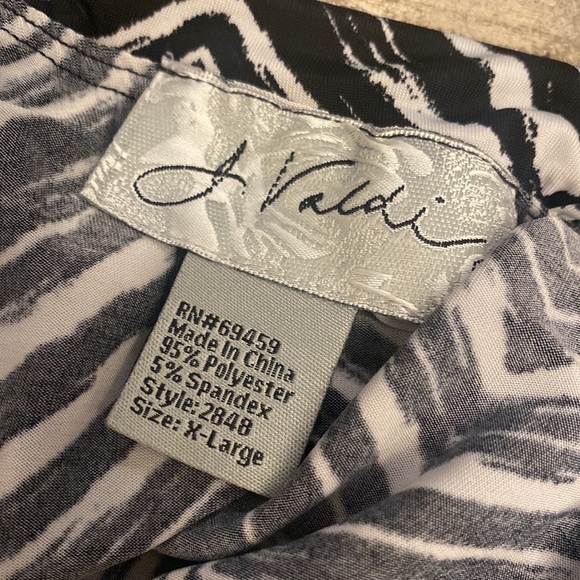 J. Valdi
RN#69459
Made In China
95% Polyester
5% Spandex
Style: 2848
Size: X-Large